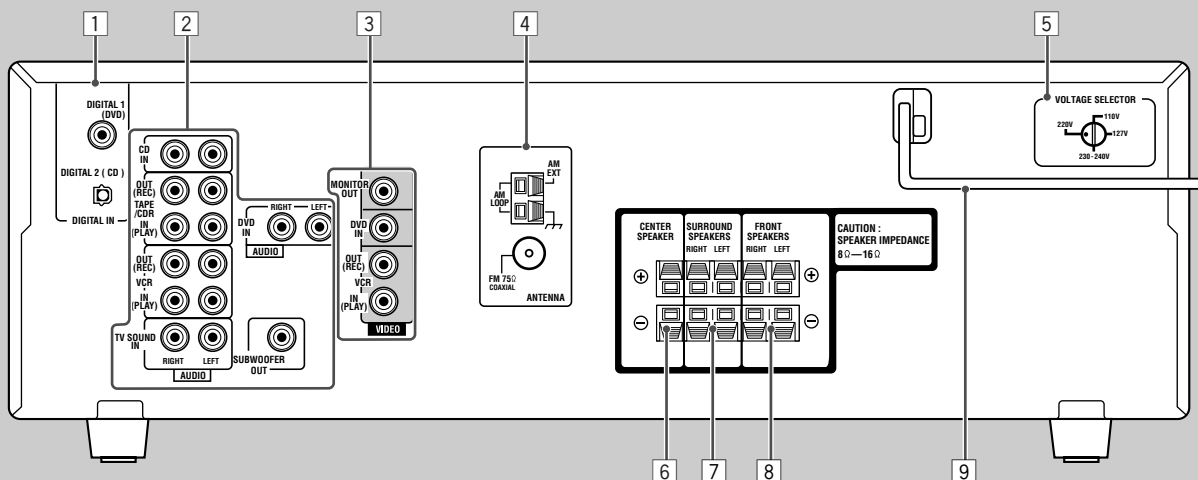 1
2
3
4
5
DIGITAL 1
(DVD)
DIGITAL 2 ( CD )
DIGITAL IN
CD
IN
OUT
(REC)
TAPE
/CDR
IN
(PLAY)
OUT
(REC)
VCR
IN
(PLAY)
TV SOUND
IN
RIGHT LEFT
AUDIO
RIGHT LEFT
DVD
IN
AUDIO
SUBWOOFER
OUT
MONITOR
OUT
DVD
IN
OUT
(REC)
VCR
IN
(PLAY)
VIDEO
AM
EXT
AM
LOOP
FM 75Ω
COAXIAL
ANTENNA
CENTER
SPEAKER
SURROUND
SPEAKERS
RIGHT LEFT
FRONT
SPEAKERS
RIGHT LEFT
+ +
− −
CAUTION :
SPEAKER IMPEDANCE
8Ω—16Ω
VOLTAGE SELECTOR
110V
220V
127V
230-240V
6
7
8
9